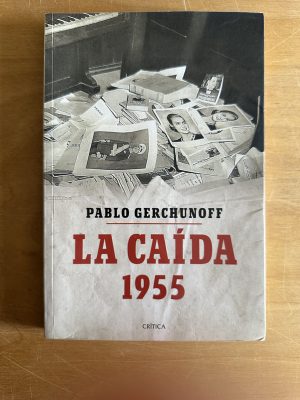 PABLO GERCHUNOFF
LA CAÍDA
1955
CRÍTICA